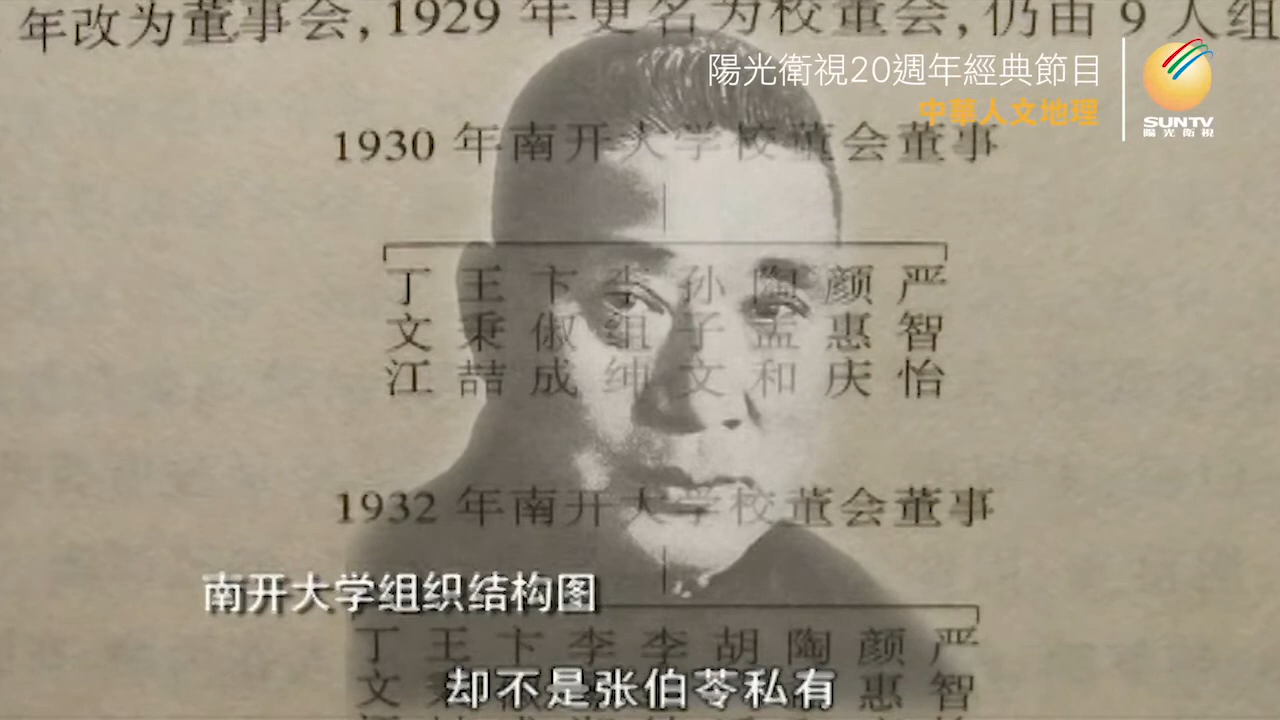 年改为董事会，1929 年更名为校董会，仍由 9 人组
陽光衛視20週年經典節目
中華人文地理
SUNTV
陽光衛視
1930 年南开大学校董会董事
丁文江 王秉喆 卞俶成 李组绅 孙子文 陶孟和 颜惠庆 严智怡
1932 年南开大学校董会董事
南开大学组织结构图
丁 王 卞 李 李 胡 陶 颜 严
文 惠 智
却不是张伯苓私有